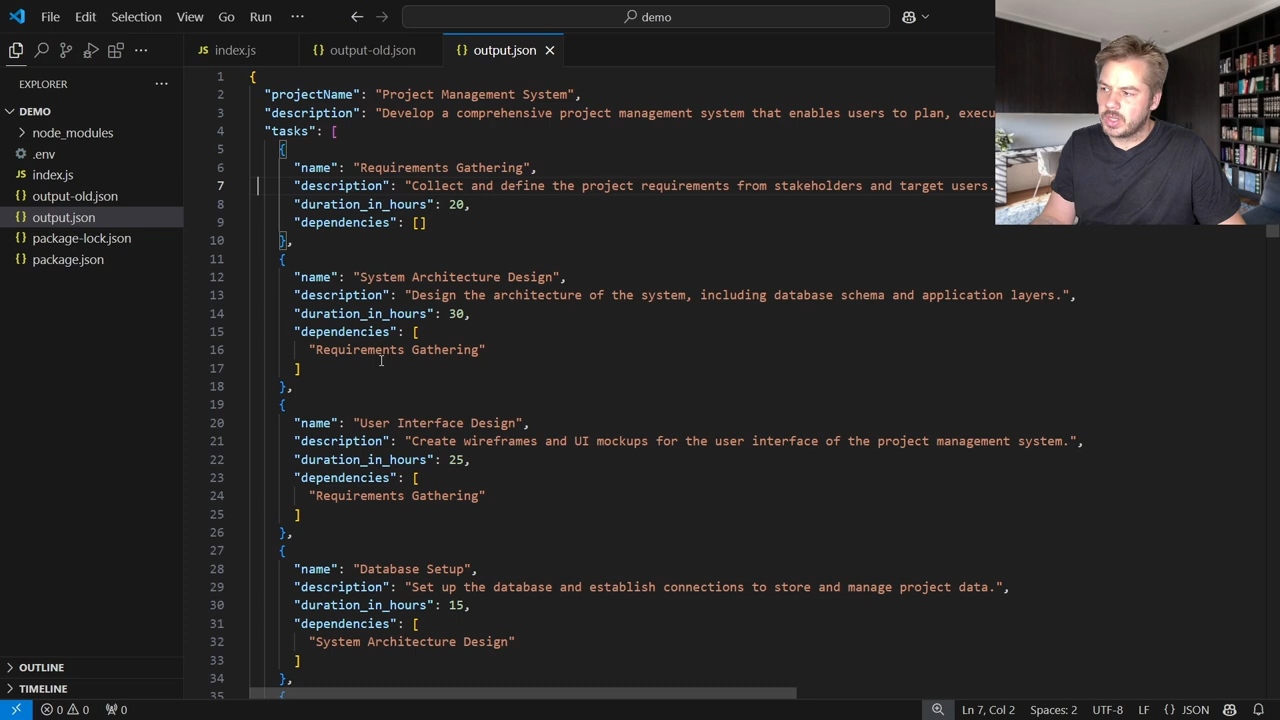 File Edit Selection View Go Run ··· demo
EXPLORER ···
DEMO
node_modules
.env
index.js
output-old.json
output.json
package-lock.json
package.json
OUTLINE
TIMELINE
index.js output-old.json output.json
1 {
2 "projectName": "Project Management System",
3 "description": "Develop a comprehensive project management system that enables users to plan, execu
4 "tasks": [
5 {
6 "name": "Requirements Gathering",
7 "description": "Collect and define the project requirements from stakeholders and target users.
8 "duration_in_hours": 20,
9 "dependencies": []
10 },
11 {
12 "name": "System Architecture Design",
13 "description": "Design the architecture of the system, including database schema and application layers.",
14 "duration_in_hours": 30,
15 "dependencies": [
16 "Requirements Gathering"
17 ]
18 },
19 {
20 "name": "User Interface Design",
21 "description": "Create wireframes and UI mockups for the user interface of the project management system.",
22 "duration_in_hours": 25,
23 "dependencies": [
24 "Requirements Gathering"
25 ]
26 },
27 {
28 "name": "Database Setup",
29 "description": "Set up the database and establish connections to store and manage project data.",
30 "duration_in_hours": 15,
31 "dependencies": [
32 "System Architecture Design"
33 ]
34 },
35 {
0 0 0 Ln 7, Col 2 Spaces: 2 UTF-8 LF {} JSON